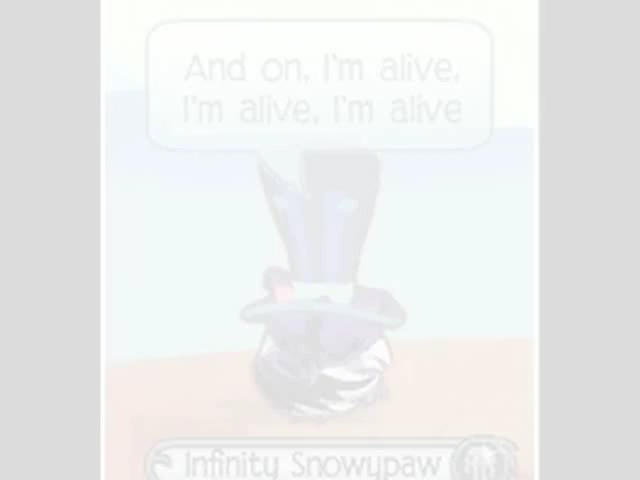 And on, I'm alive,
I'm alive, I'm alive
Infinity Snowypaw